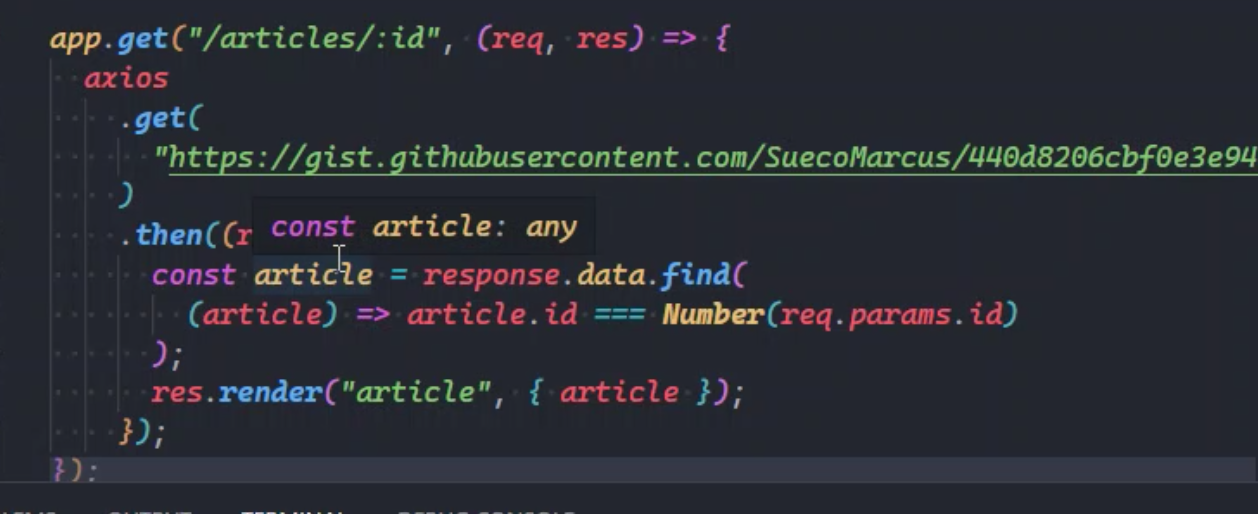 app.get("/articles/:id", (req, res) => {
  axios
    .get(
      "https://gist.githubusercontent.com/SuecoMarcus/440d8206cbf0e3e94
    )
    .then((r
const article: any
      const article = response.data.find(
        (article) => article.id === Number(req.params.id)
      );
      res.render("article", { article });
    });
});